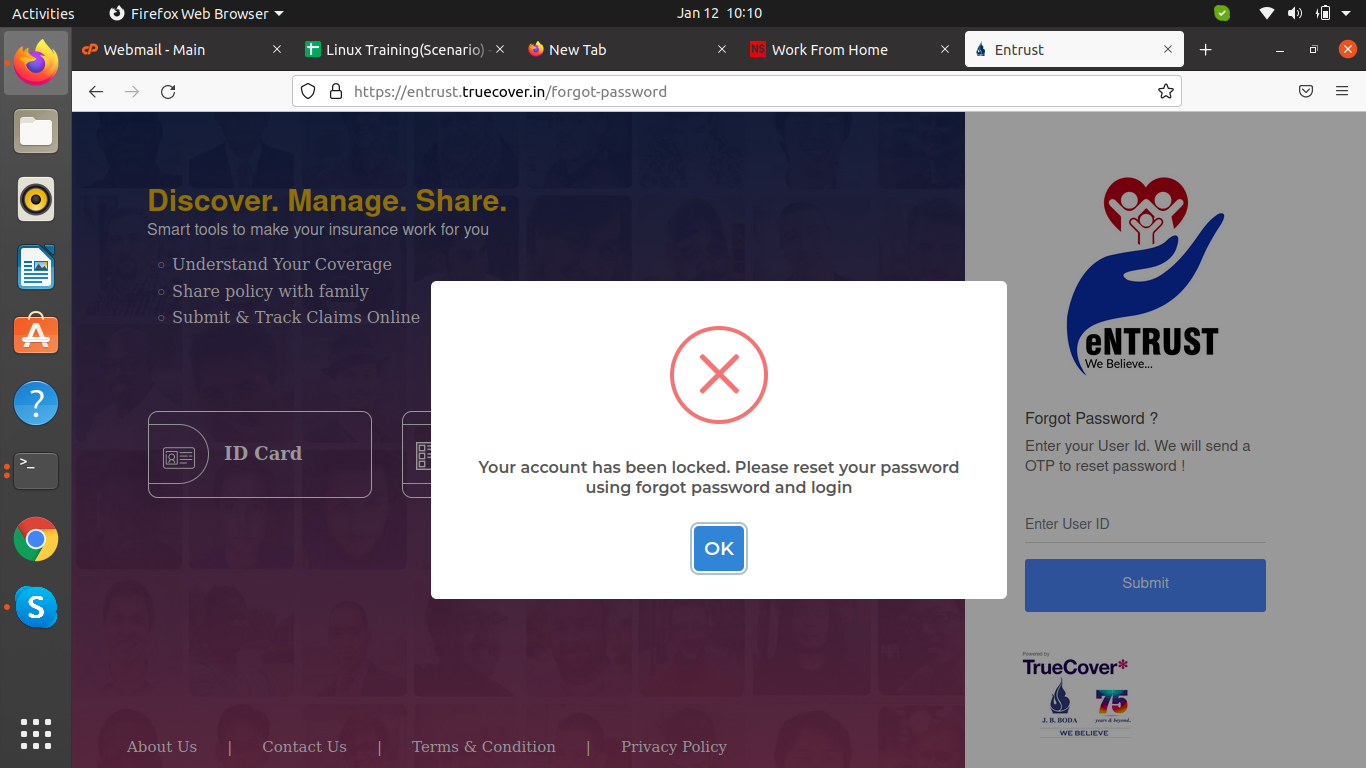 Activities
Firefox Web Browser
Jan 12 10:10
Webmail - Main
Linux Training(Scenario) -
New Tab
NS Work From Home
Entrust
https://entrust.truecover.in/forgot-password
Discover. Manage. Share.
Smart tools to make your insurance work for you
Understand Your Coverage
Share policy with family
Submit & Track Claims Online
ID Card
Your account has been locked. Please reset your password
using forgot password and login
OK
eNTRUST
We Believe...
Forgot Password ?
Enter your User Id. We will send a
OTP to reset password !
Enter User ID
Submit
Powered by
TrueCover*
J. B. BODA
75
years & beyond..
WE BELIEVE
About Us | Contact Us | Terms & Condition | Privacy Policy